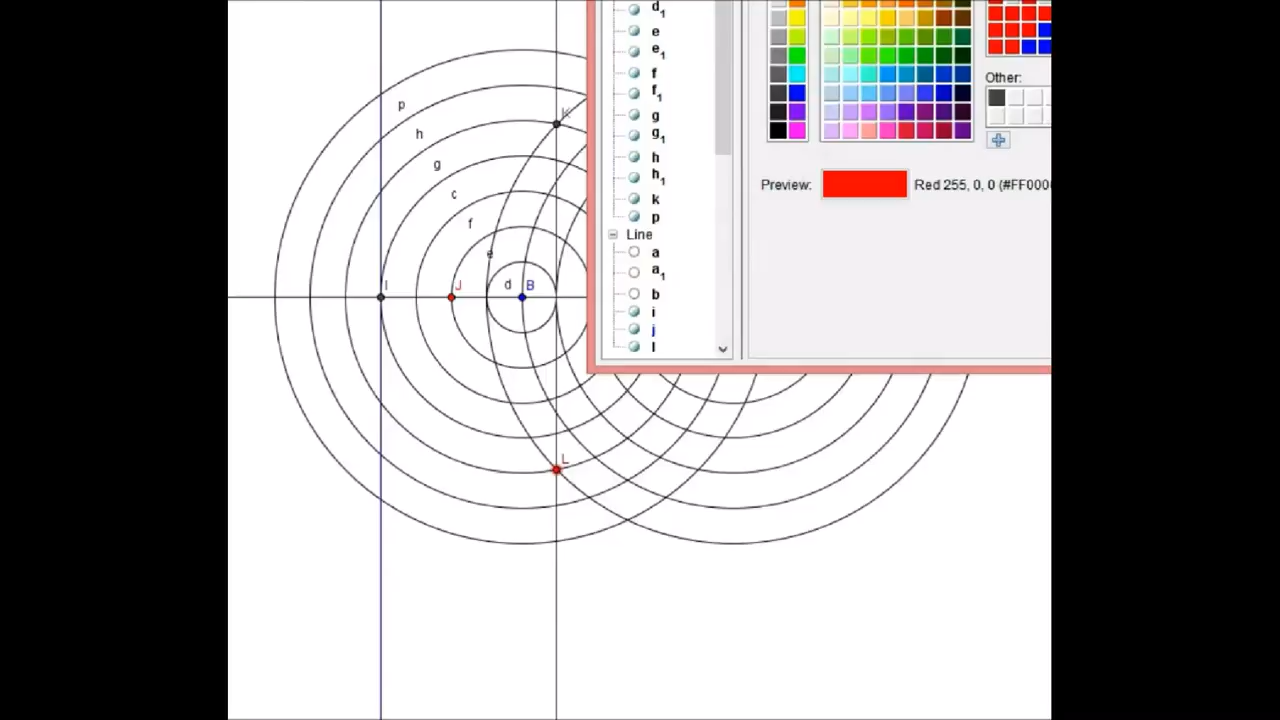 d1
e
e1
f
f1
g
g1
h
h1
k
p
Line
a
a1
b
i
j
l
Other:
Preview:
Red 255, 0, 0 (#FF000
p
h
g
c
f
e
d
B
I
J
K
L